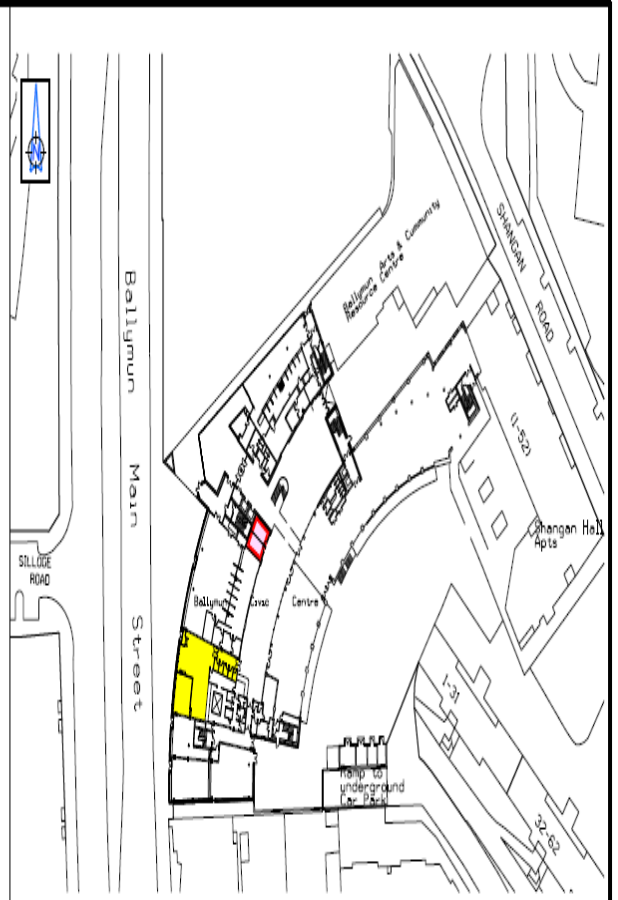 N
SHANGAN ROAD
Ballymun Arts & Community
Resource Centre
Ballymun Main Street
(1-52)
Shangan Hall
Apts
SILLOGE
ROAD
Ballymun Civic Centre
1-31
Ramp to
underground
Car Park
32-62